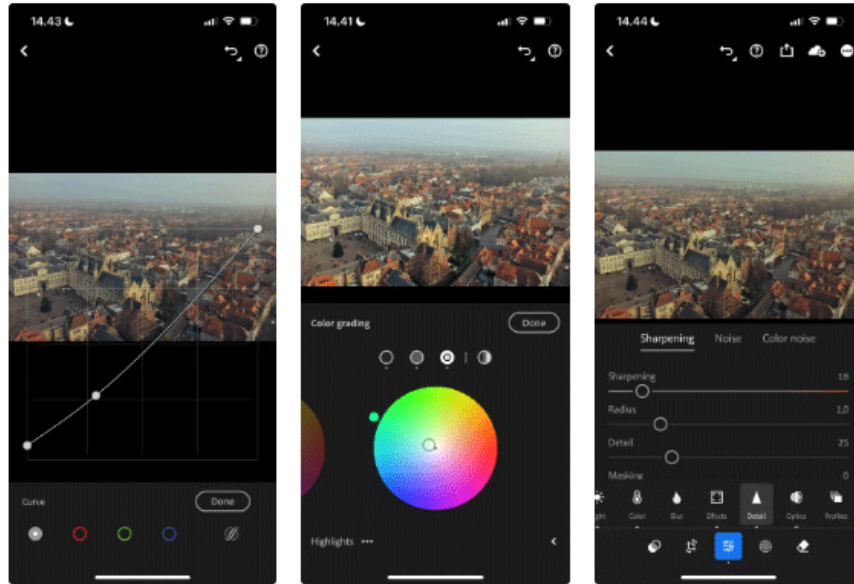 14.43
Curve
Done
14.41
Color grading
Done
Highlights
14.44
Sharpening Noise Color noise
Sharpening 18
Radius 1,0
Detail 25
Masking 0
Color Blur Effects Detail Optics Profiles